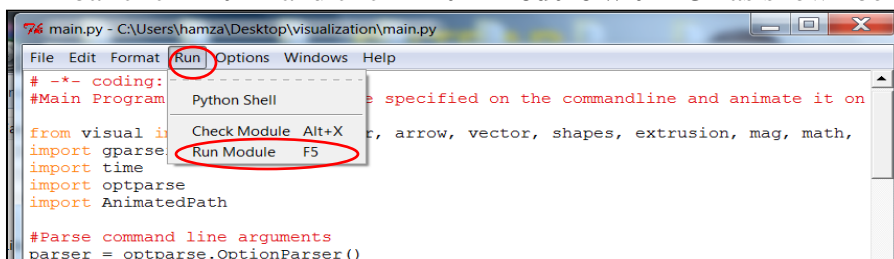 main.py - C:\Users\hamza\Desktop\visualization\main.py
File Edit Format Run Options Windows Help
# -*- coding:
#Main Program e specified on the commandline and animate it on
Python Shell
from visual i r, arrow, vector, shapes, extrusion, mag, math,
Check Module Alt+X
import gparse
Run Module F5
import time
import optparse
import AnimatedPath
#Parse command line arguments
parser = optparse.OptionParser()